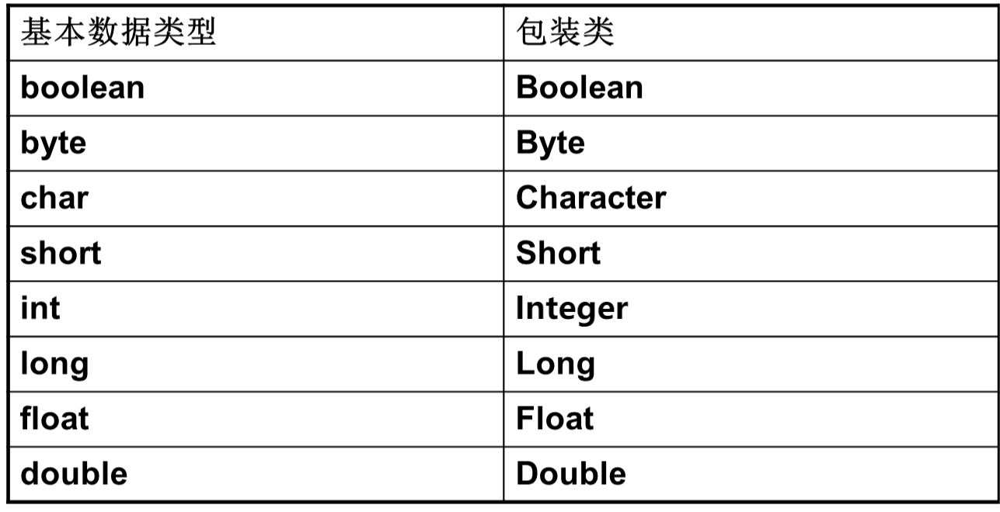 基本数据类型 包装类
boolean Boolean
byte Byte
char Character
short Short
int Integer
long Long
float Float
double Double